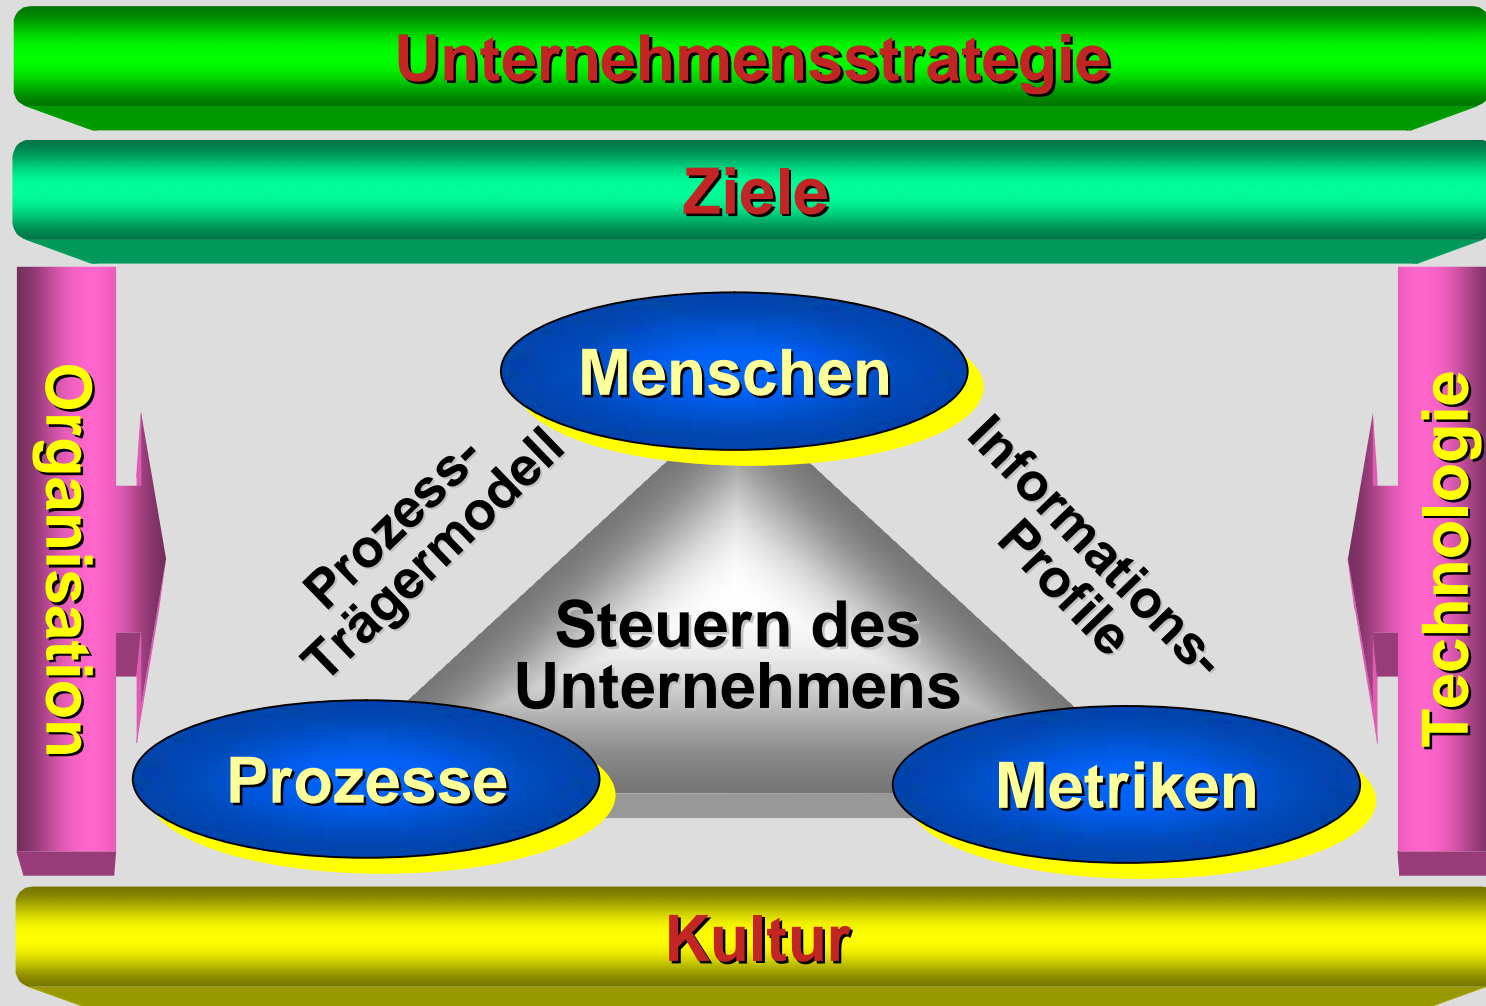 Unternehmensstrategie
Ziele
Organisation
Menschen
Prozess-
Trägermodell
Informations-
Profile
Steuern des
Unternehmens
Prozesse
Metriken
Technologie
Kultur